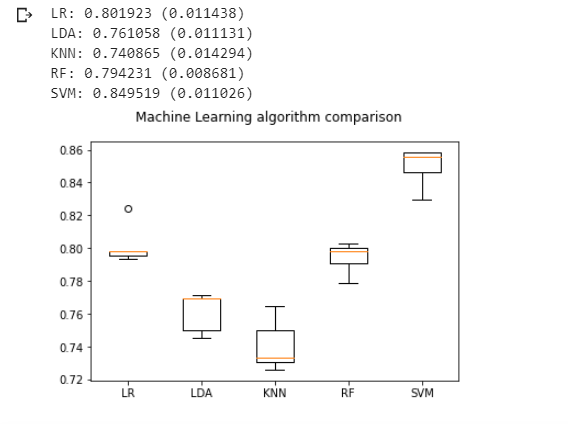 LR: 0.801923 (0.011438)
LDA: 0.761058 (0.011131)
KNN: 0.740865 (0.014294)
RF: 0.794231 (0.008681)
SVM: 0.849519 (0.011026)
Machine Learning algorithm comparison
0.86
0.84
0.82
0.80
0.78
0.76
0.74
0.72
LR LDA KNN RF SVM